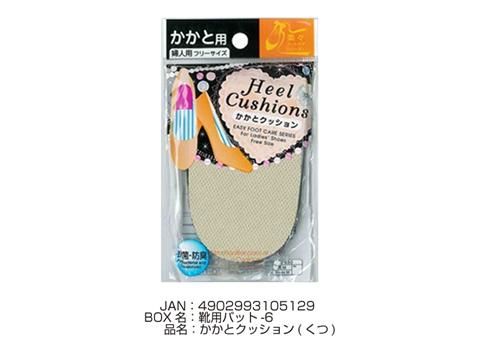 かかと用
婦人用フリーサイズ
Heel
Cushions
かかとクッション
EASY FOOT CARE SERIES
For Ladies' Shoes
Free Size
菌・防臭
JAN：4902993105129
BOX名：靴用パット-6
品名：かかとクッション(くつ)